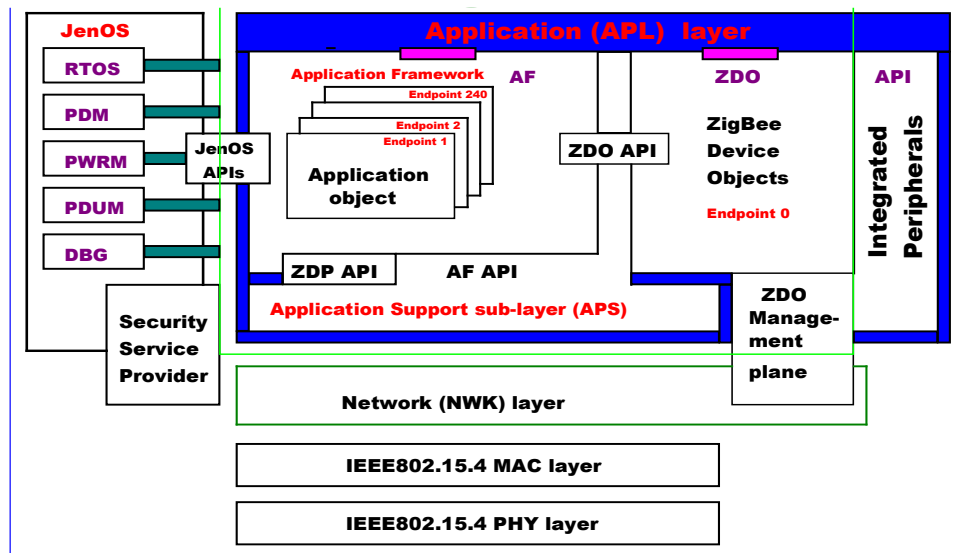 JenOS
RTOS
PDM
PWRM
PDUM
DBG
JenOS
APIs
Security
Service
Provider
Application (APL) layer
Application Framework
AF
Endpoint 240
Endpoint 2
Endpoint 1
Application
object
ZDO API
ZDP API
AF API
Application Support sub-layer (APS)
ZDO
ZigBee
Device
Objects
Endpoint 0
API
Integrated
Peripherals
ZDO
Manage-
ment
plane
Network (NWK) layer
IEEE802.15.4 MAC layer
IEEE802.15.4 PHY layer